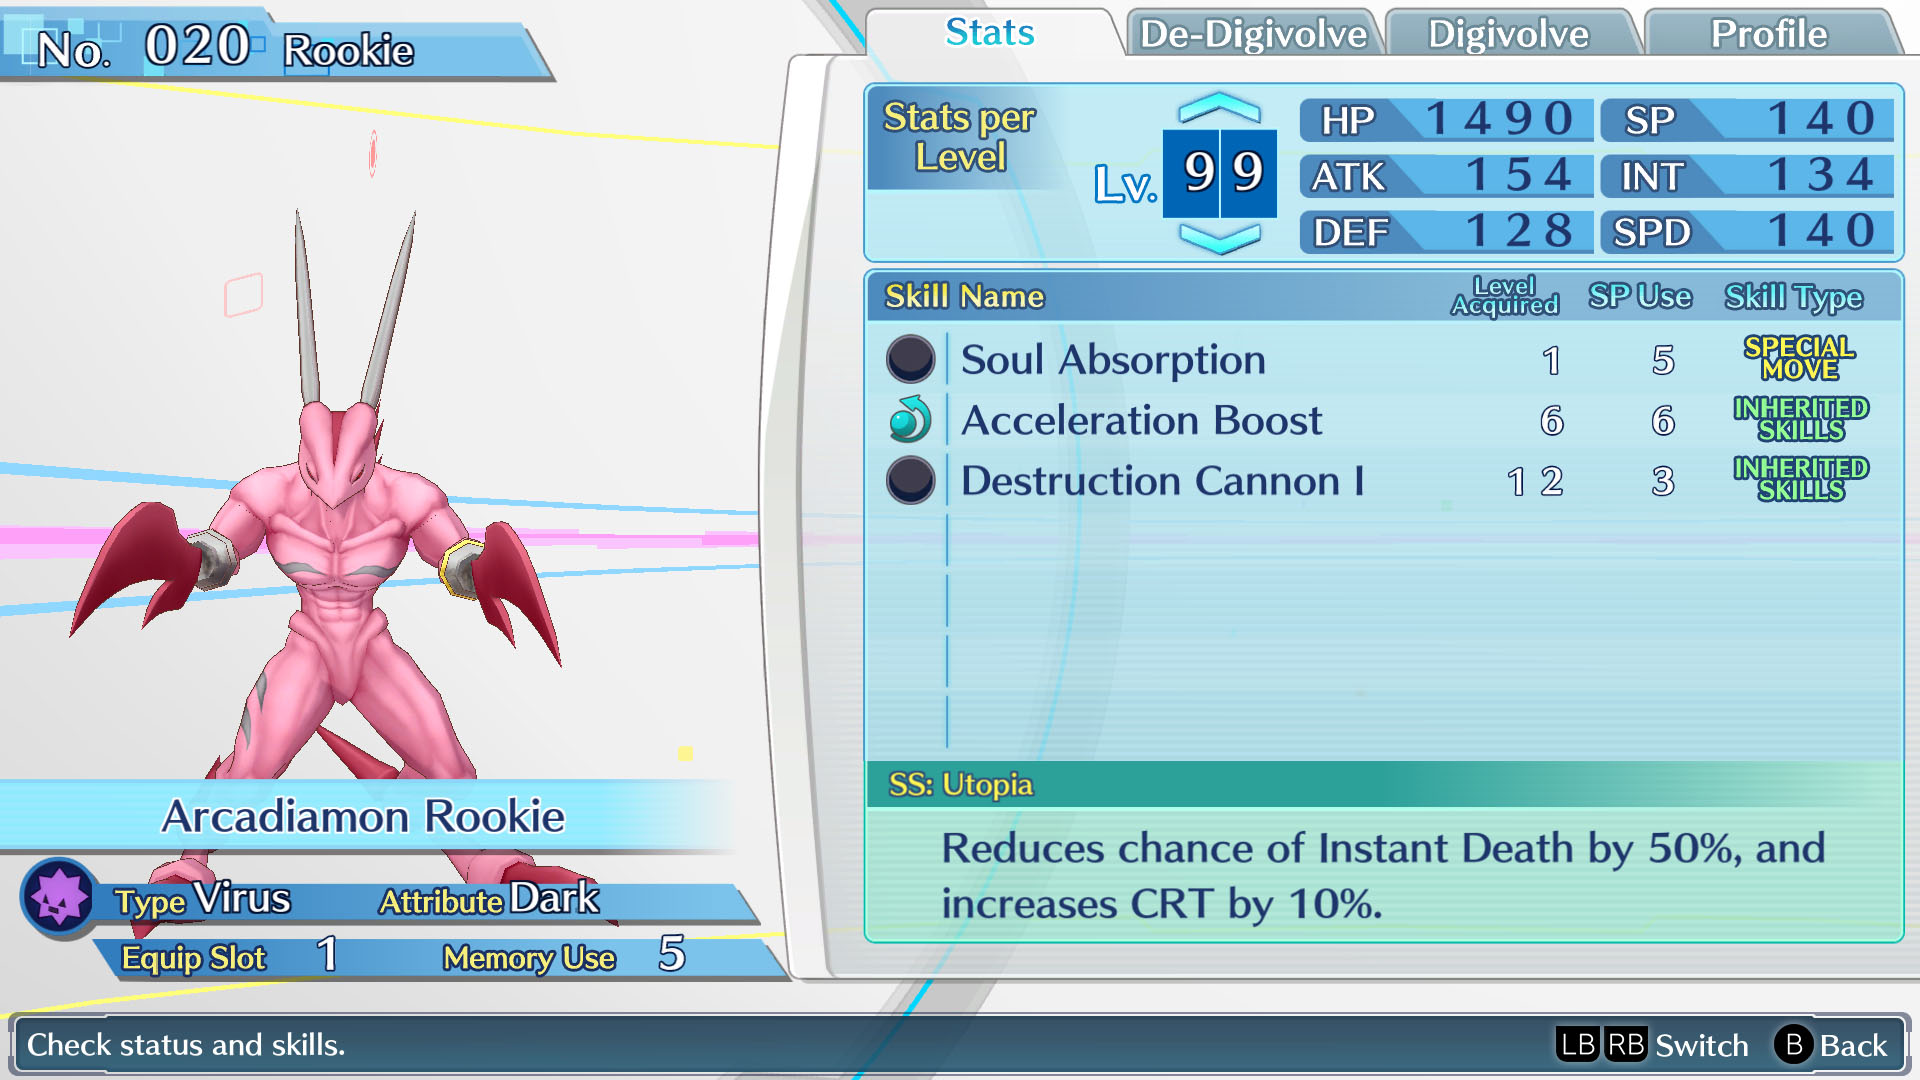 No. 020 Rookie
Stats
De-Digivolve
Digivolve
Profile
Stats per
Level
Lv. 99
HP 1490
SP 140
ATK 154
INT 134
DEF 128
SPD 140
Skill Name
Level
Acquired
SP Use
Skill Type
Soul Absorption 1 5 SPECIAL
MOVE
Acceleration Boost 6 6 INHERITED
SKILLS
Destruction Cannon I 12 3 INHERITED
SKILLS
SS: Utopia
Reduces chance of Instant Death by 50%, and
increases CRT by 10%.
Arcadiamon Rookie
Type Virus Attribute Dark
Equip Slot 1 Memory Use 5
Check status and skills.
LB RB Switch B Back